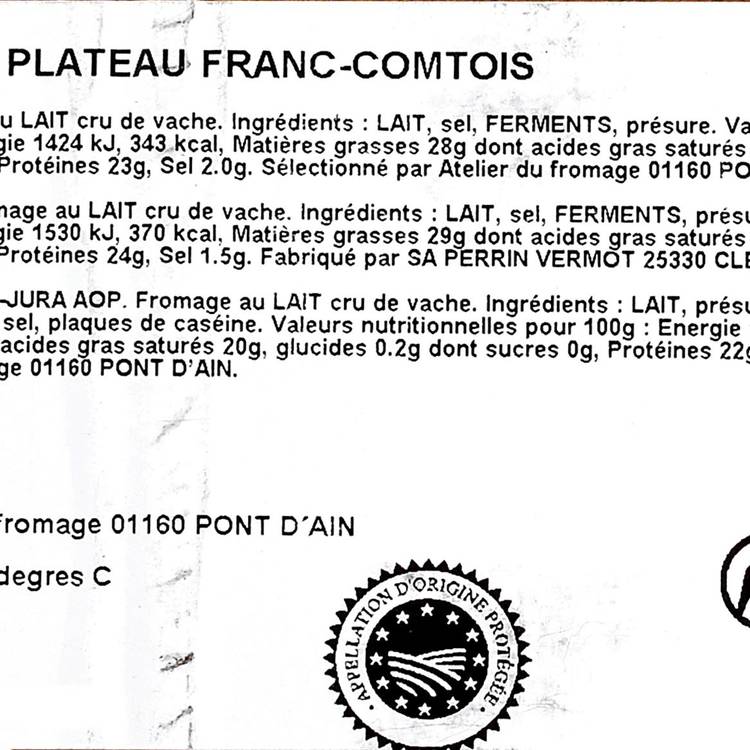 PLATEAU FRANC-COMTOIS
u LAIT cru de vache. Ingrédients : LAIT, sel, FERMENTS, présure. Va
gie 1424 kJ, 343 kcal, Matières grasses 28g dont acides gras saturés
Protéines 23g, Sel 2.0g. Sélectionné par Atelier du fromage 01160 PO
mage au LAIT cru de vache. Ingrédients : LAIT, sel, FERMENTS, présu
gie 1530 kJ, 370 kcal, Matières grasses 29g dont acides gras saturés
Protéines 24g, Sel 1.5g. Fabriqué par SA PERRIN VERMOT 25330 CLE
-JURA AOP. Fromage au LAIT cru de vache. Ingrédients : LAIT, présu
sel, plaques de caséine. Valeurs nutritionnelles pour 100g : Energie
acides gras saturés 20g, glucides 0.2g dont sucres 0g, Protéines 22g
ge 01160 PONT D'AIN.
fromage 01160 PONT D´AIN
degres C
• APPELLATION D'ORIGINE PROTÉGÉE •